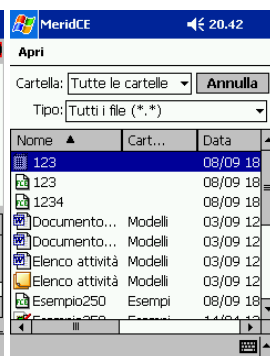 MeridCE 20.42
Apri
Cartella: Tutte le cartelle Annulla
Tipo: Tutti i file (*.*)
Nome Cart... Data
123 08/09 18
123 08/09 18
1234 08/09 18
Documento... Modelli 03/09 12
Documento... Modelli 03/09 12
Elenco attività Modelli 03/09 12
Elenco attività Modelli 03/09 12
Esempio250 Esempi 08/09 18